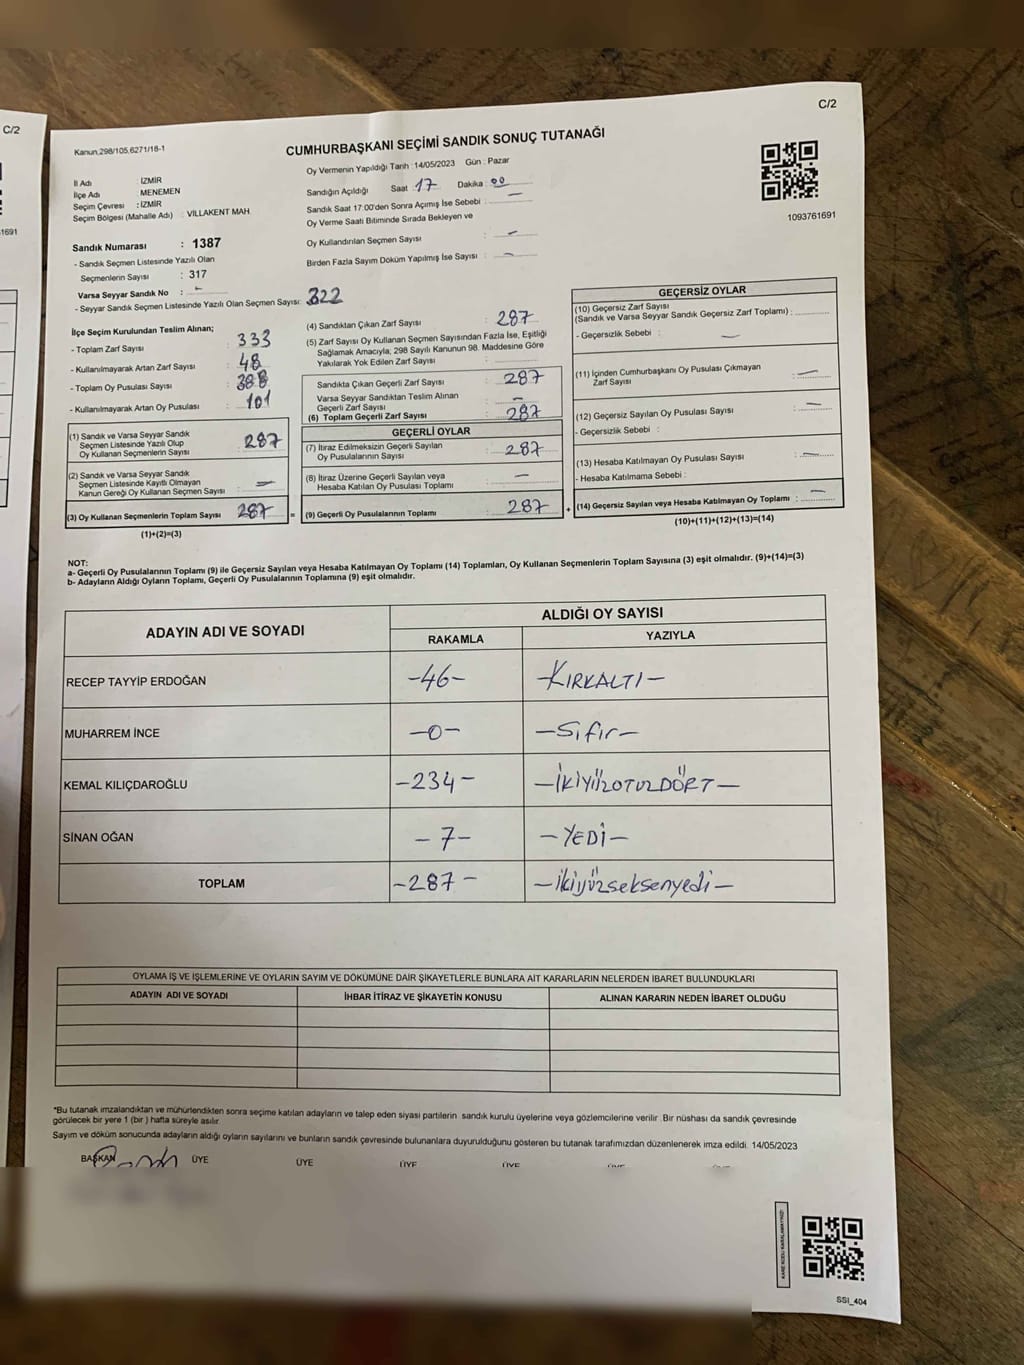 C/2
1691
C/2
Kanun,298/105,6271/18-1
CUMHURBAŞKANI SEÇİMİ SANDIK SONUÇ TUTANAĞI
İl Adı : İZMİR
İlçe Adı : MENEMEN
Seçim Çevresi : İZMİR
Seçim Bölgesi (Mahalle Adı) : VİLLAKENT MAH
Sandık Numarası : 1387
- Sandık Seçmen Listesinde Yazılı Olan
Seçmenlerin Sayısı : 317
Varsa Seyyar Sandık No : -
- Seyyar Sandık Seçmen Listesinde Yazılı Olan Seçmen Sayısı: 322
Oy Vermenin Yapıldığı Tarih : 14/05/2023 Gün : Pazar
Sandığın Açıldığı Saat 17 Dakika : 00
Sandık Saat 17:00'den Sonra Açımış İse Sebebi : -
Oy Verme Saati Bitiminde Sırada Bekleyen ve
Oy Kullandırılan Seçmen Sayısı : -
Birden Fazla Sayım Döküm Yapılmış İse Sayısı : -
1093761691
İlçe Seçim Kurulundan Teslim Alınan;
- Toplam Zarf Sayısı : 333
- Kullanılmayarak Artan Zarf Sayısı : 48
- Toplam Oy Pusulası Sayısı : 388
- Kullanılmayarak Artan Oy Pusulası : 101
(1) Sandık ve Varsa Seyyar Sandık
Seçmen Listesinde Yazılı Olup
Oy Kullanan Seçmenlerin Sayısı : 287
(2) Sandık ve Varsa Seyyar Sandık
Seçmen Listesinde Kayıtlı Olmayan
Kanun Gereği Oy Kullanan Seçmen Sayısı : -
(3) Oy Kullanan Seçmenlerin Toplam Sayısı 287 =
(1)+(2)=(3)
(4) Sandıktan Çıkan Zarf Sayısı : 287
(5) Zarf Sayısı Oy Kullanan Seçmen Sayısından Fazla İse, Eşitliği
Sağlamak Amacıyla; 298 Sayılı Kanunun 98. Maddesine Göre
Yakılarak Yok Edilen Zarf Sayısı :
Sandıkta Çıkan Geçerli Zarf Sayısı : 287
Varsa Seyyar Sandıktan Teslim Alınan
Geçerli Zarf Sayısı : -
(6) Toplam Geçerli Zarf Sayısı : 287
GEÇERLİ OYLAR
(7) İtiraz Edilmeksizin Geçerli Sayılan
Oy Pusulalarının Sayısı : 287
(8) İtiraz Üzerine Geçerli Sayılan veya
Hesaba Katılan Oy Pusulası Toplamı : -
(9) Geçerli Oy Pusulalarının Toplamı : 287 +
GEÇERSİZ OYLAR
(10) Geçersiz Zarf Sayısı
(Sandık ve Varsa Seyyar Sandık Geçersiz Zarf Toplamı) :
- Geçersizlik Sebebi : -
(11) İçinden Cumhurbaşkanı Oy Pusulası Çıkmayan
Zarf Sayısı : -
(12) Geçersiz Sayılan Oy Pusulası Sayısı : -
- Geçersizlik Sebebi :
(13) Hesaba Katılmayan Oy Pusulası Sayısı : -
- Hesaba Katılmama Sebebi :
(14) Geçersiz Sayılan veya Hesaba Katılmayan Oy Toplamı : -
(10)+(11)+(12)+(13)=(14)
NOT:
a- Geçerli Oy Pusulalarının Toplamı (9) ile Geçersiz Sayılan veya Hesaba Katılmayan Oy Toplamı (14) Toplamları, Oy Kullanan Seçmenlerin Toplam Sayısına (3) eşit olmalıdır. (9)+(14)=(3)
b- Adayların Aldığı Oyların Toplamı, Geçerli Oy Pusulalarının Toplamına (9) eşit olmalıdır.
ADAYIN ADI VE SOYADI
ALDIĞI OY SAYISI
RAKAMLA YAZIYLA
RECEP TAYYİP ERDOĞAN -46- -KIRKALTI-
MUHARREM İNCE -0- -Sıfır-
KEMAL KILIÇDAROĞLU -234- -İKİYÜZOTUZDÖRT-
SİNAN OĞAN -7- -YEDİ-
TOPLAM -287- -ikiyüzseksenyedi-
OYLAMA İŞ VE İŞLEMLERİNE VE OYLARIN SAYIM VE DÖKÜMÜNE DAİR ŞİKAYETLERLE BUNLARA AİT KARARLARIN NELERDEN İBARET BULUNDUKLARI
ADAYIN ADI VE SOYADI İHBAR İTİRAZ VE ŞİKAYETİN KONUSU ALINAN KARARIN NEDEN İBARET OLDUĞU
*Bu tutanak imzalandıktan ve mühürlendikten sonra seçime katılan adayların ve talep eden siyasi partilerin sandık kurulu üyelerine veya gözlemcilerine verilir. Bir nüshası da sandık çevresinde
görülecek bir yere 1 (bir) hafta süreyle asılır.
Sayım ve döküm sonucunda adayların aldığı oyların sayılarını ve bunların sandık çevresinde bulunanlara duyurulduğunu gösteren bu tutanak tarafımızdan düzenlenerek imza edildi. 14/05/2023
BAŞKAN ÜYE ÜYE ÜYE ÜYE ÜYE ÜYE
SSI_404